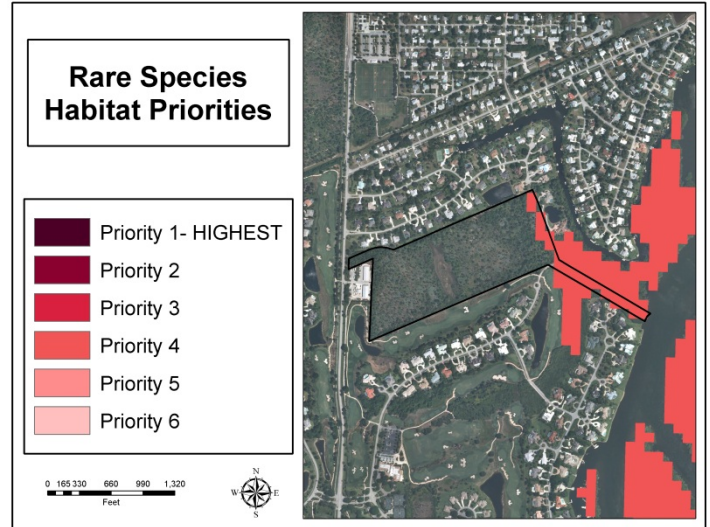 Rare Species
Habitat Priorities
Priority 1- HIGHEST
Priority 2
Priority 3
Priority 4
Priority 5
Priority 6
0 165 330 660 990 1,320
Feet
N
W E
S